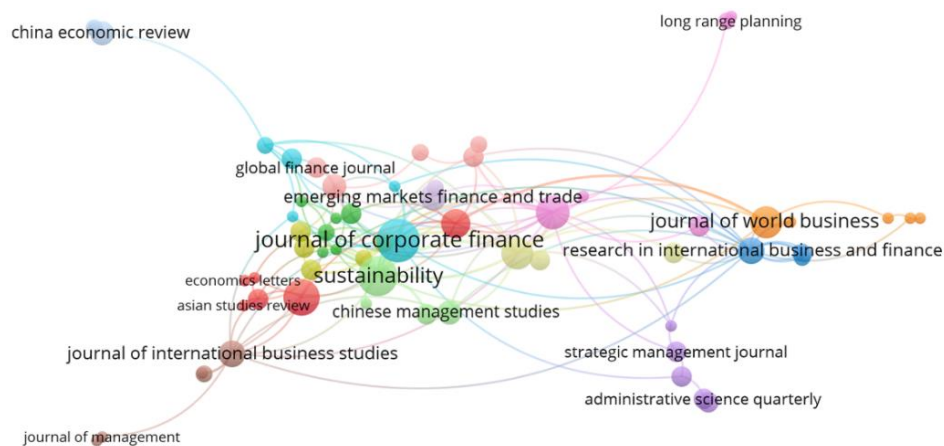 long range planning
china economic review
global finance journal
emerging markets finance and trade
journal of world business
journal of corporate finance
research in international business and finance
sustainability
economics letters
asian studies review
chinese management studies
journal of international business studies
strategic management journal
administrative science quarterly
journal of management